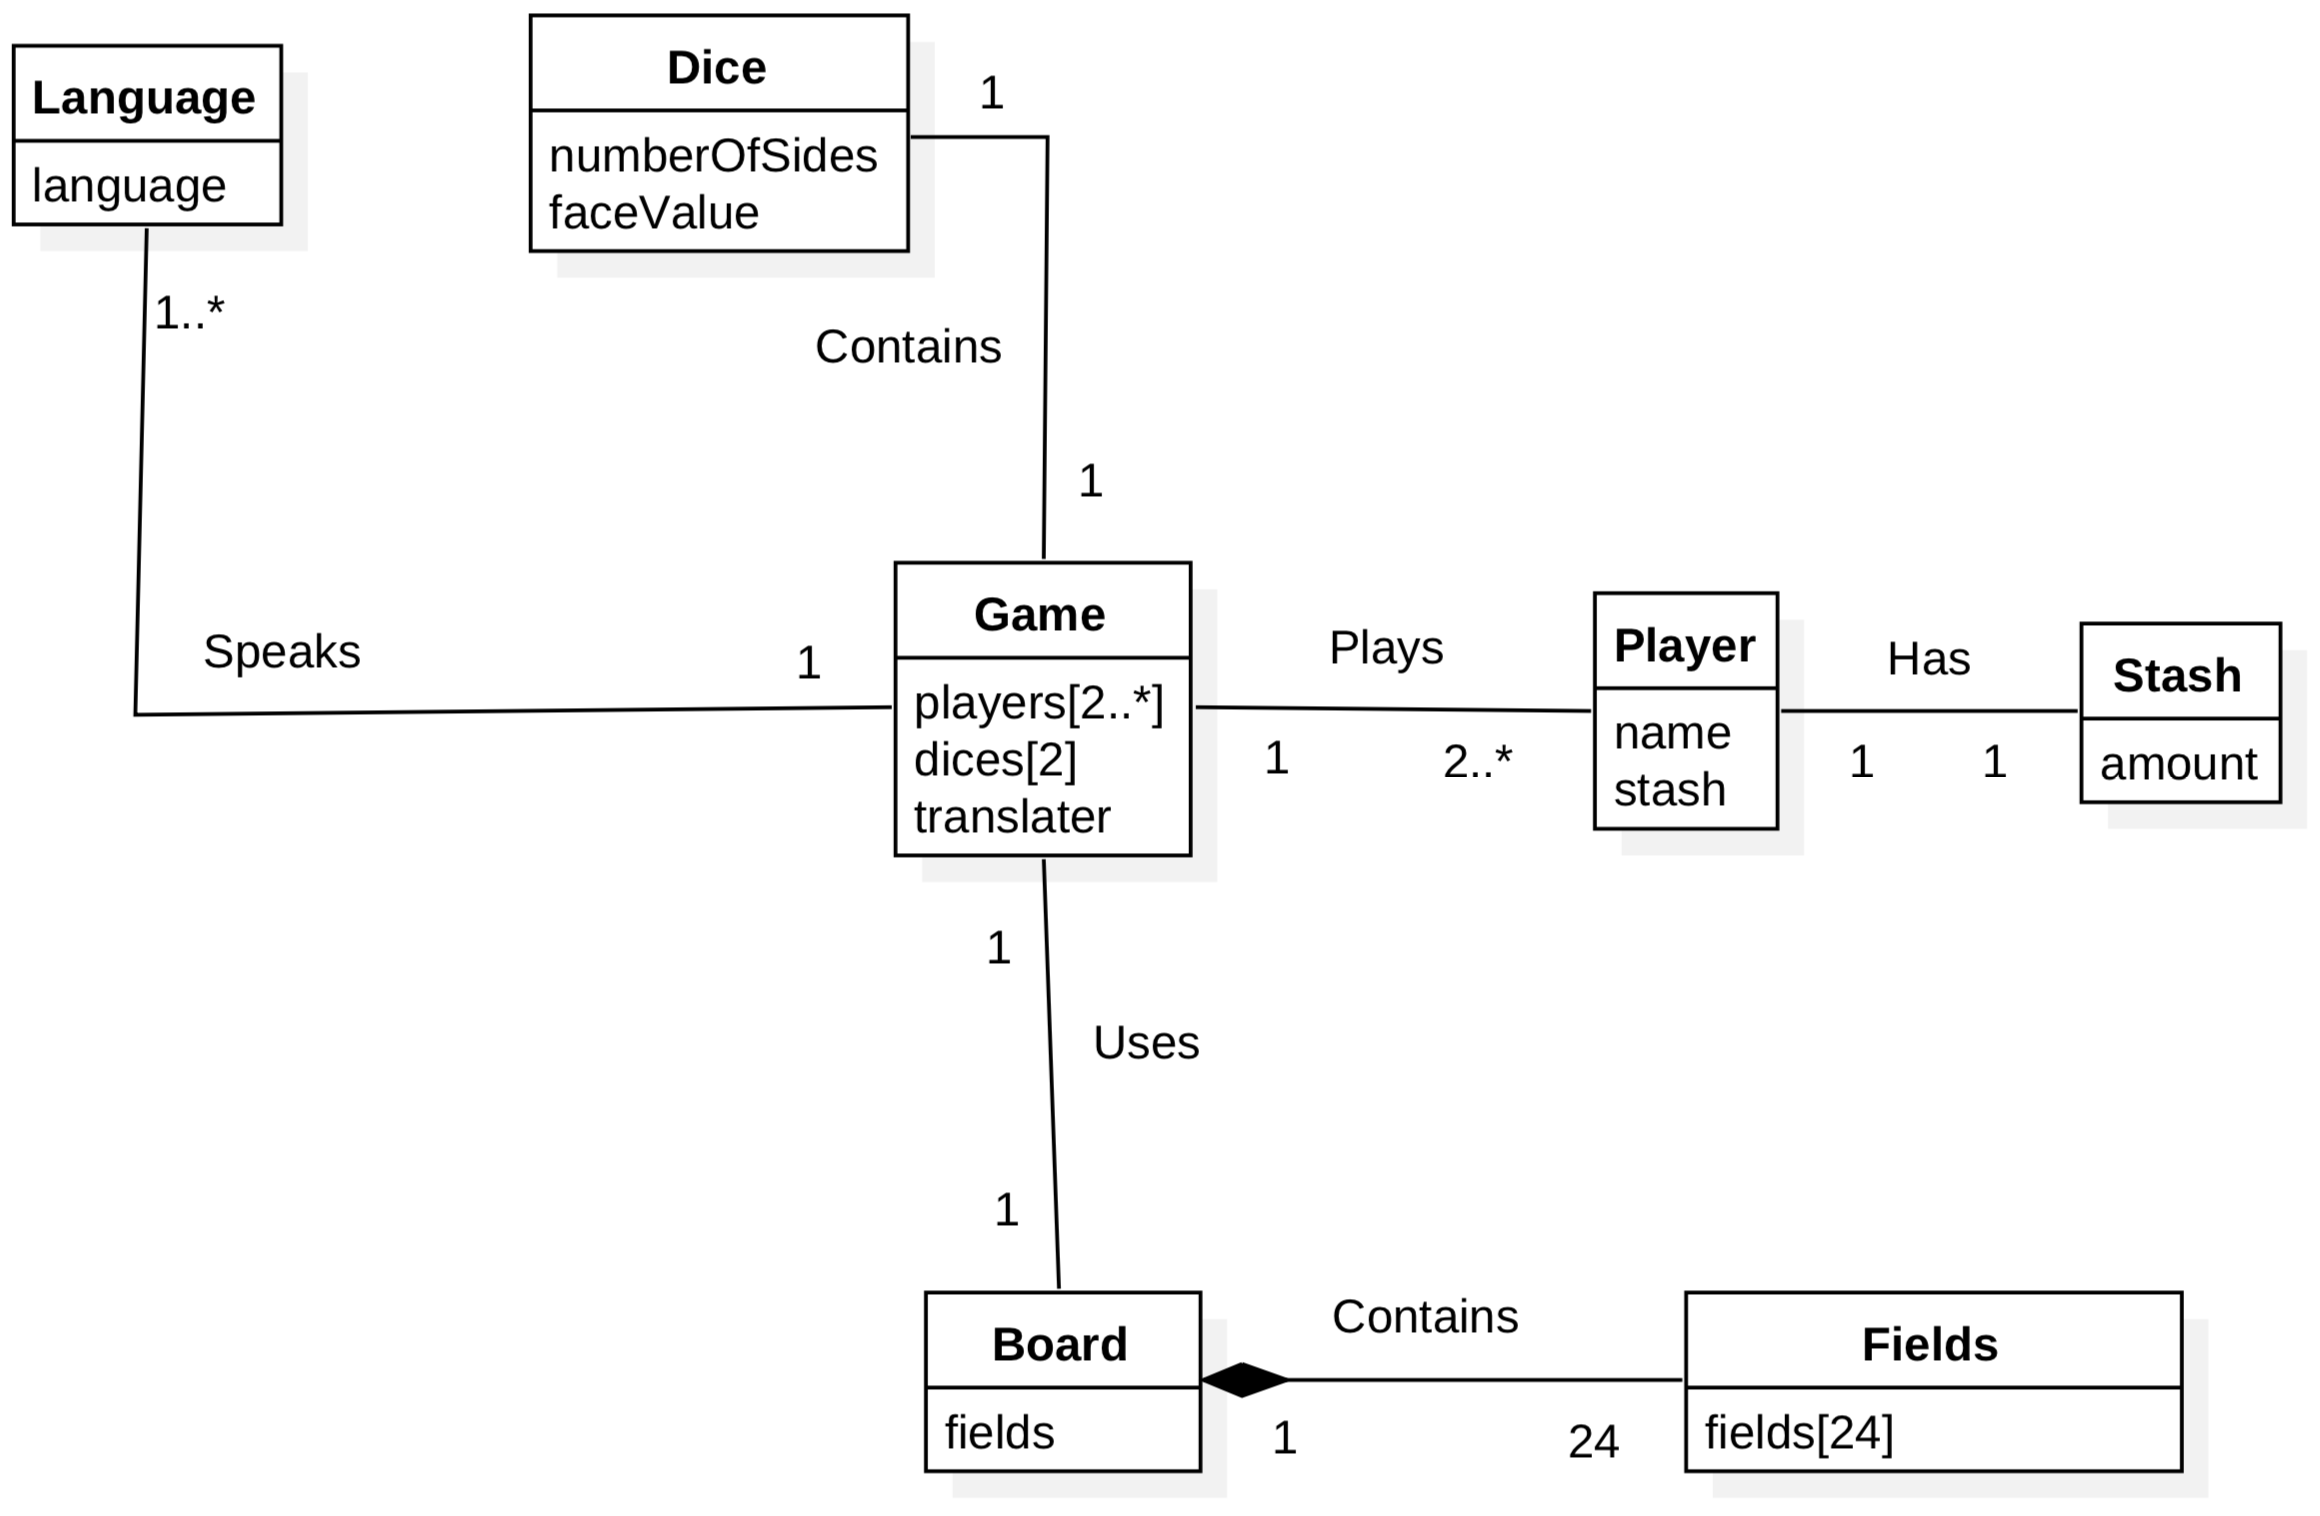 Language
language
1..*
Dice
numberOfSides
faceValue
1
Contains
1
Speaks
1
Game
players[2..*]
dices[2]
translater
Plays
1
2..*
Player
name
stash
Has
1
1
Stash
amount
1
Uses
1
Board
fields
Contains
1
24
Fields
fields[24]